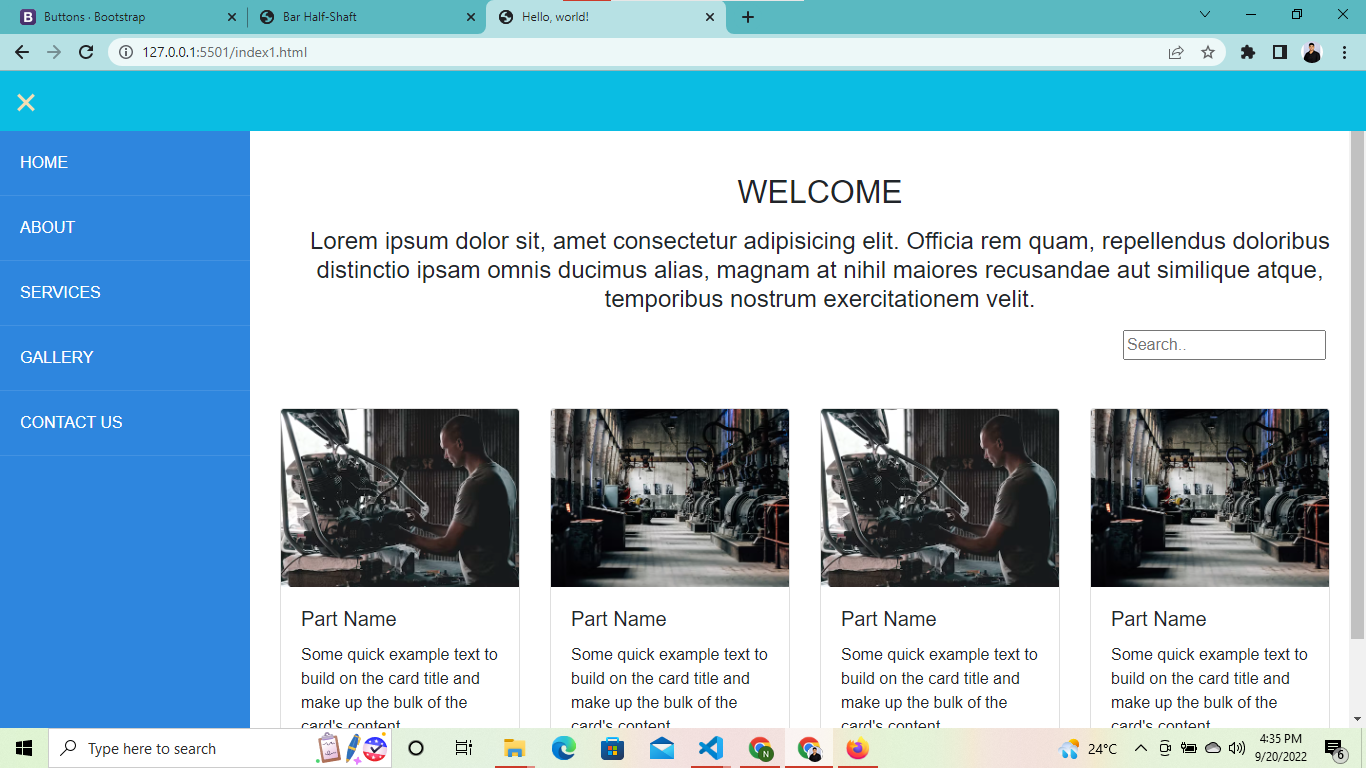 Buttons · Bootstrap
Bar Half-Shaft
Hello, world!
127.0.0.1:5501/index1.html
HOME
ABOUT
SERVICES
GALLERY
CONTACT US
WELCOME
Lorem ipsum dolor sit, amet consectetur adipisicing elit. Officia rem quam, repellendus doloribus
distinctio ipsam omnis ducimus alias, magnam at nihil maiores recusandae aut similique atque,
temporibus nostrum exercitationem velit.
Search..
Part Name
Some quick example text to
build on the card title and
make up the bulk of the
card's content
Part Name
Some quick example text to
build on the card title and
make up the bulk of the
card's content
Part Name
Some quick example text to
build on the card title and
make up the bulk of the
card's content
Part Name
Some quick example text to
build on the card title and
make up the bulk of the
card's content
Type here to search
N
24°C
4:35 PM
9/20/2022
6